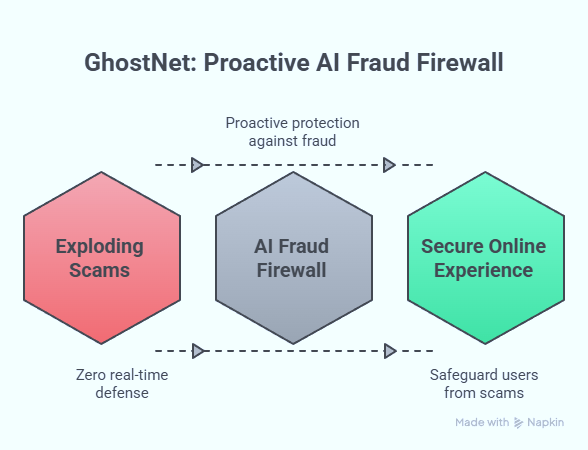 GhostNet: Proactive AI Fraud Firewall
Proactive protection
against fraud
Exploding
Scams
AI Fraud
Firewall
Secure Online
Experience
Zero real-time
defense
Safeguard users
from scams
Made with Napkin